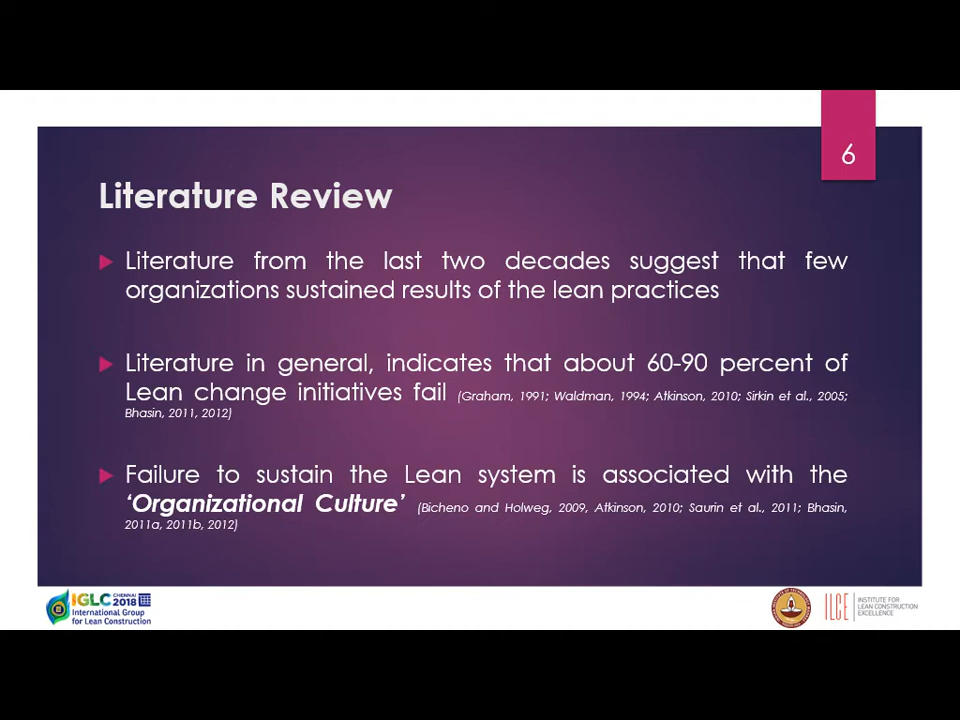 6
Literature Review
Literature from the last two decades suggest that few
organizations sustained results of the lean practices
Literature in general, indicates that about 60-90 percent of
Lean change initiatives fail (Graham, 1991; Waldman, 1994; Atkinson, 2010; Sirkin et al., 2005;
Bhasin, 2011, 2012)
Failure to sustain the Lean system is associated with the
‘Organizational Culture’ (Bicheno and Holweg, 2009, Atkinson, 2010; Saurin et al., 2011; Bhasin,
2011a, 2011b, 2012)
IGLC CHENNAI 2018
International Group
for Lean Construction
ILCE
INSTITUTE FOR
LEAN CONSTRUCTION
EXCELLENCE